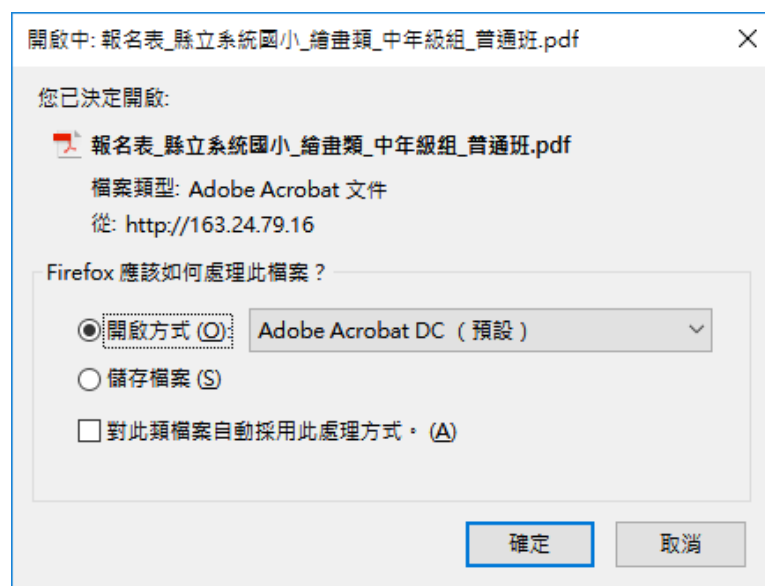 開啟中: 報名表_縣立系統國小_繪畫類_中年級組_普通班.pdf
您已決定開啟:
報名表_縣立系統國小_繪畫類_中年級組_普通班.pdf
檔案類型: Adobe Acrobat 文件
從: http://163.24.79.16
Firefox 應該如何處理此檔案？
開啟方式 (O): Adobe Acrobat DC （預設）
儲存檔案 (S)
對此類檔案自動採用此處理方式。 (A)
確定 取消